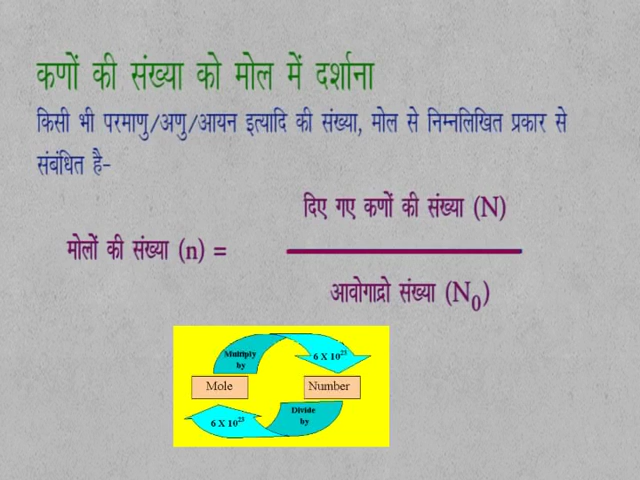 कणों की संख्या को मोल में दर्शाना
किसी भी परमाणु/अणु/आयन इत्यादि की संख्या, मोल से निम्नलिखित प्रकार से
संबंधित है-
दिए गए कणों की संख्या (N)
मोलों की संख्या (n) =
आवोगाद्रो संख्या (N₀)
Multiply
by
6 X 10²³
Mole
Number
Divide
by
6 X 10²³